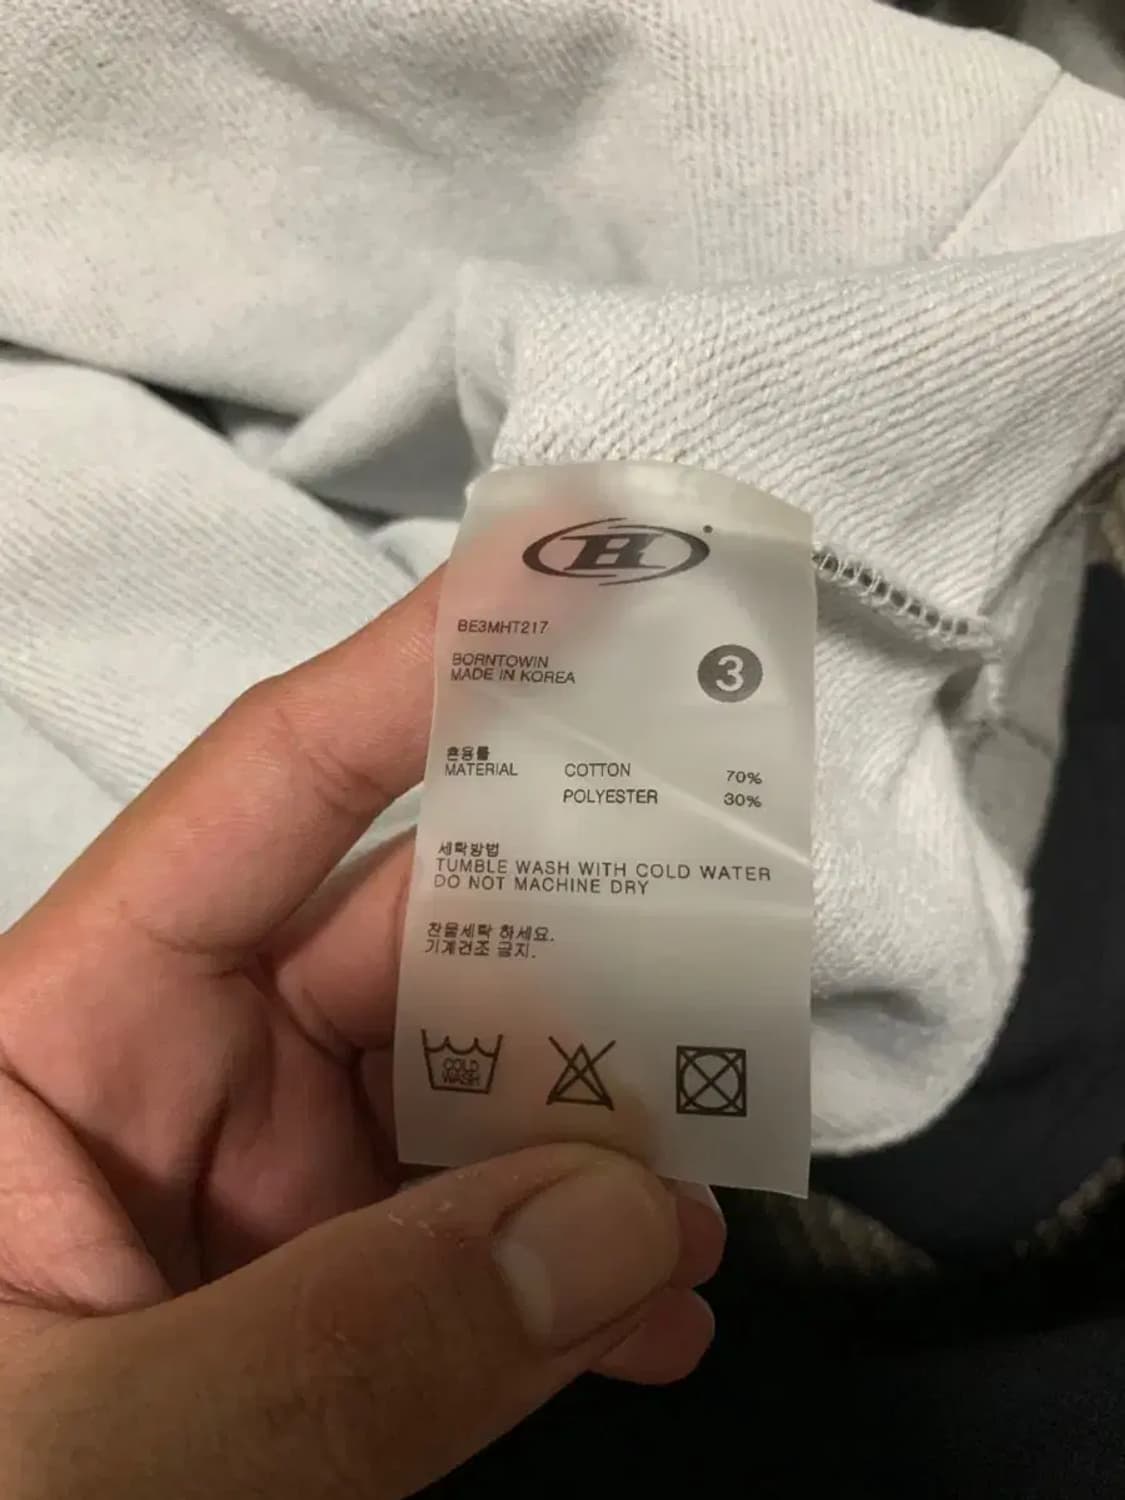 B
BE3MHT217
BORNTOWIN
MADE IN KOREA
3
혼용률
MATERIAL COTTON 70%
POLYESTER 30%
세탁방법
TUMBLE WASH WITH COLD WATER
DO NOT MACHINE DRY
찬물세탁 하세요.
기계건조 금지.
COLD
WASH